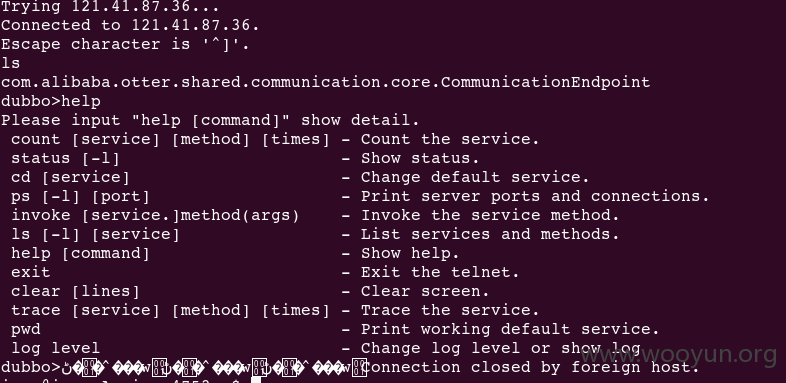 Trying 121.41.87.36...
Connected to 121.41.87.36.
Escape character is '^]'.
ls
com.alibaba.otter.shared.communication.core.CommunicationEndpoint
dubbo>help
Please input "help [command]" show detail.
 count [service] [method] [times] - Count the service.
 status [-l]                      - Show status.
 cd [service]                     - Change default service.
 ps [-l] [port]                   - Print server ports and connections.
 invoke [service.]method(args)    - Invoke the service method.
 ls [-l] [service]                - List services and methods.
 help [command]                   - Show help.
 exit                             - Exit the telnet.
 clear [lines]                    - Clear screen.
 trace [service] [method] [times] - Trace the service.
 pwd                              - Print working default service.
 log level                        - Change log level or show log
www.wooyun.org
dubbo>Connection closed by foreign host.